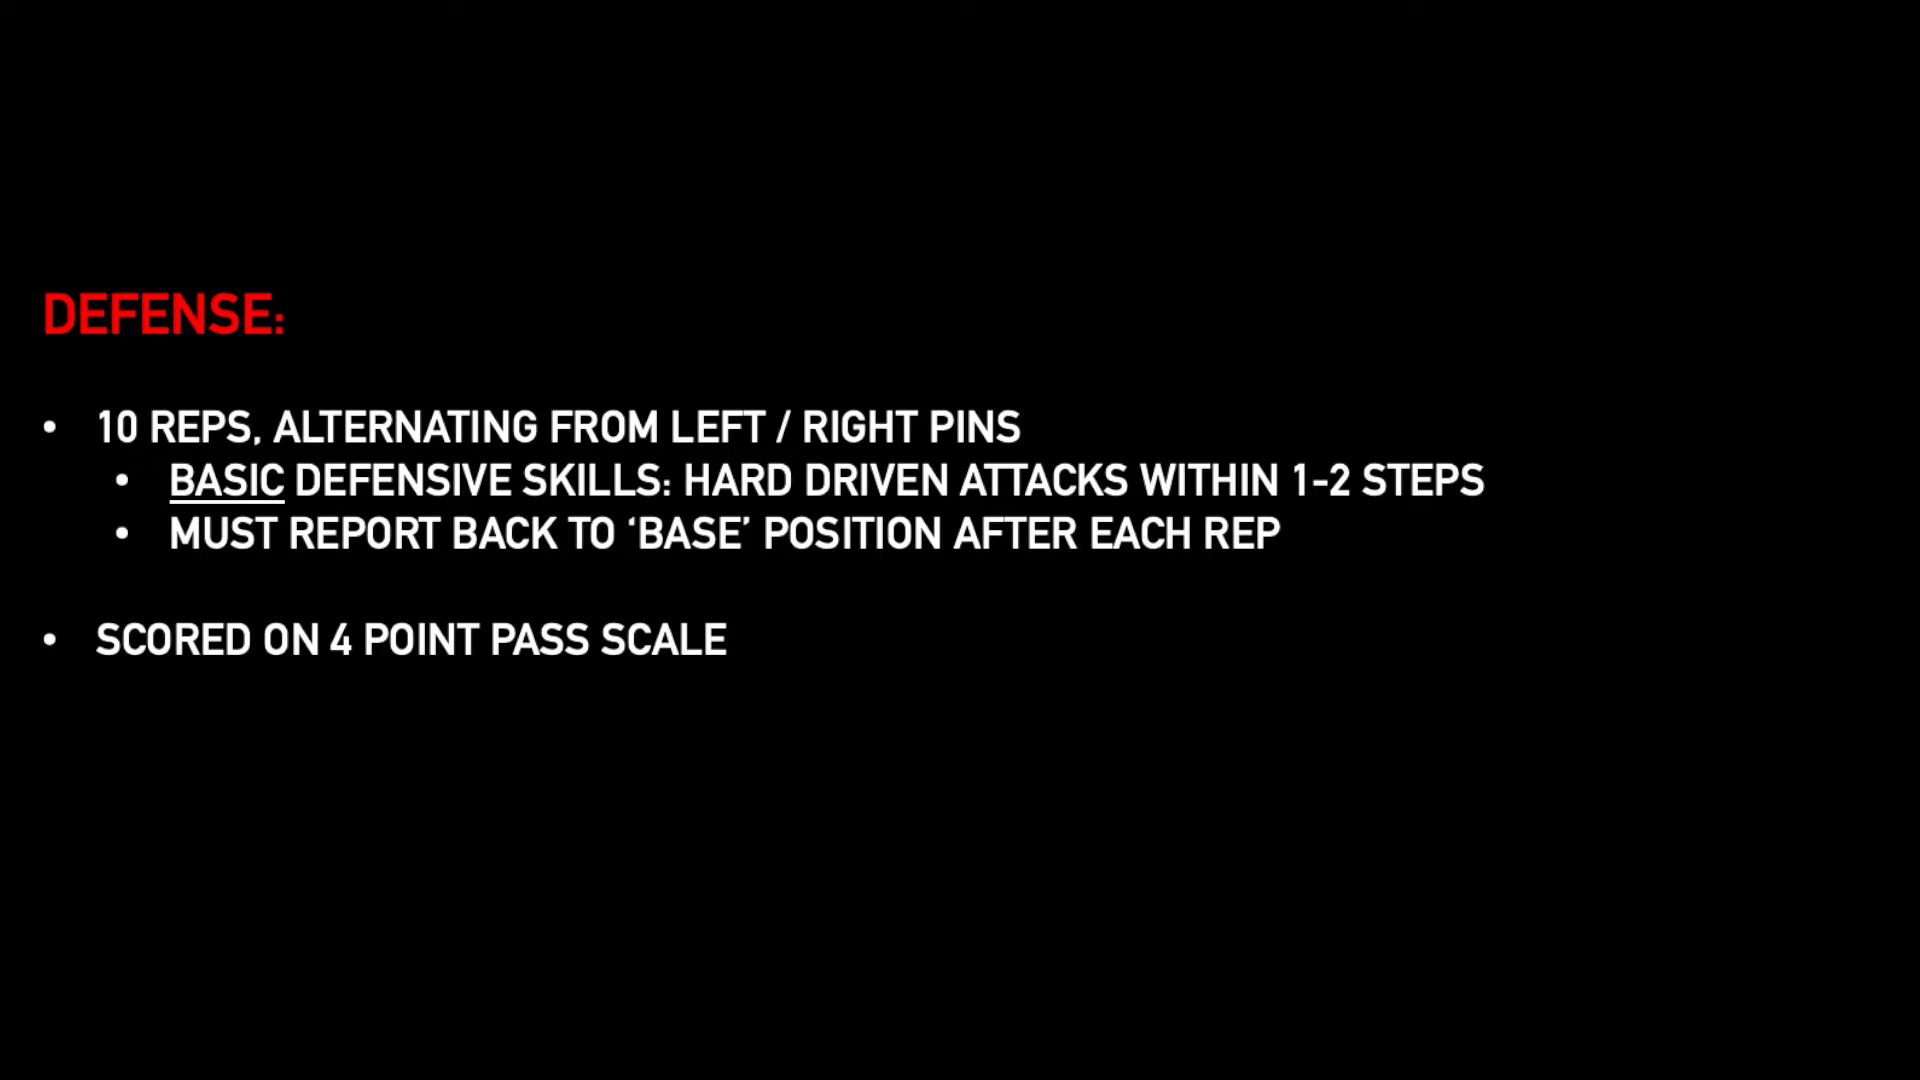 DEFENSE:
• 10 REPS, ALTERNATING FROM LEFT / RIGHT PINS
• BASIC DEFENSIVE SKILLS: HARD DRIVEN ATTACKS WITHIN 1-2 STEPS
• MUST REPORT BACK TO ‘BASE’ POSITION AFTER EACH REP
• SCORED ON 4 POINT PASS SCALE